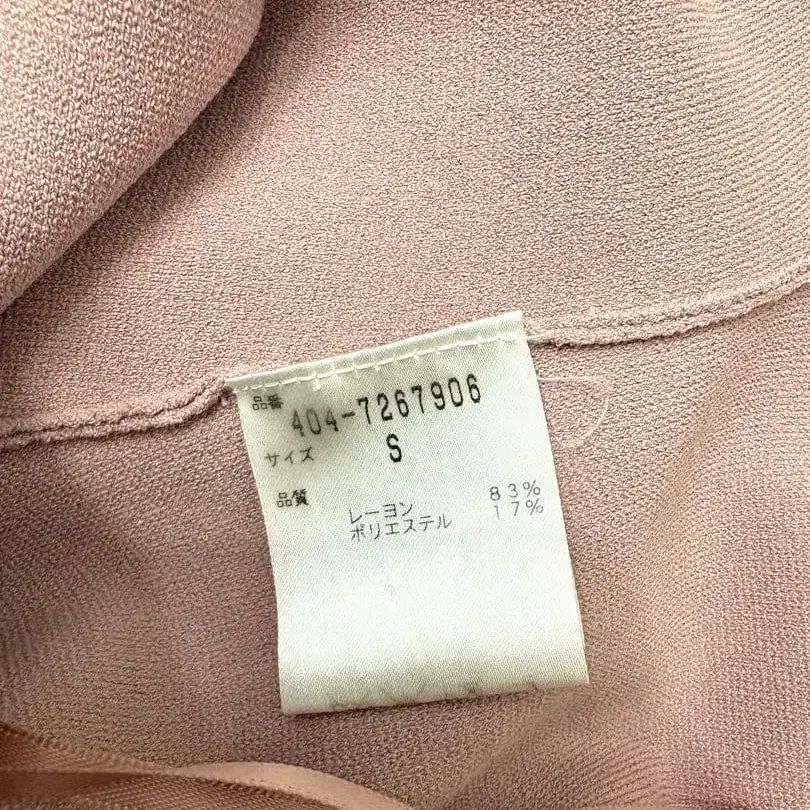 品番 404-7267906
サイズ S
品質 レーヨン 83%
ポリエステル 17%